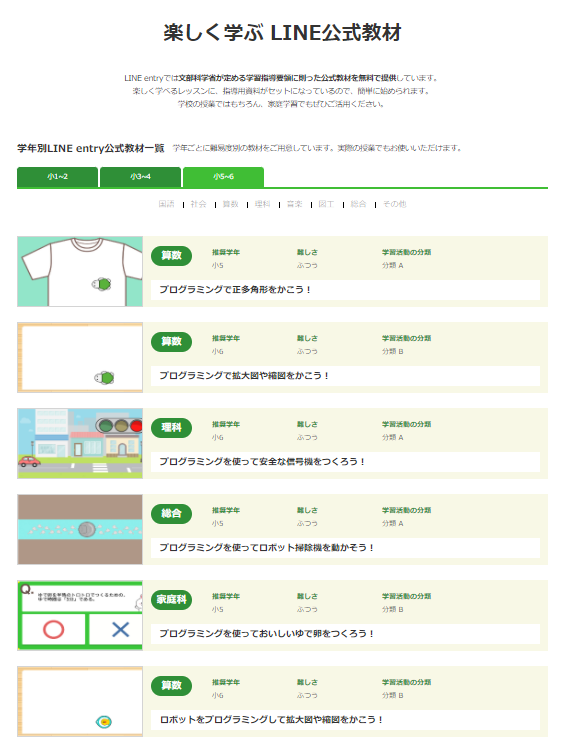 楽しく学ぶ LINE公式教材
LINE entryでは文部科学省が定める学習指導要領に則った公式教材を無料で提供しています。
楽しく学べるレッスンに、指導用資料がセットになっているので、簡単に始められます。
学校の授業ではもちろん、家庭学習でもぜひご活用ください。
学年別LINE entry公式教材一覧 学年ごとに難易度別の教材をご用意しています。実際の授業でもお使いいただけます。
小1~2 小3~4 小5~6
国語 | 社会 | 算数 | 理科 | 音楽 | 図工 | 総合 | その他
算数 推奨学年 難しさ 学習活動の分類
小5 ふつう 分類 A
プログラミングで正多角形をかこう！
算数 推奨学年 難しさ 学習活動の分類
小6 ふつう 分類 B
プログラミングで拡大図や縮図をかこう！
理科 推奨学年 難しさ 学習活動の分類
小6 ふつう 分類 A
プログラミングを使って安全な信号機をつくろう！
総合 推奨学年 難しさ 学習活動の分類
小5 ふつう 分類 A
プログラミングを使ってロボット掃除機を動かそう！
Q.
家庭科 推奨学年 難しさ 学習活動の分類
小5 ふつう 分類 B
プログラミングを使っておいしいゆで卵をつくろう！
算数 推奨学年 難しさ 学習活動の分類
小6 ふつう 分類 B
ロボットをプログラミングして拡大図や縮図をかこう！